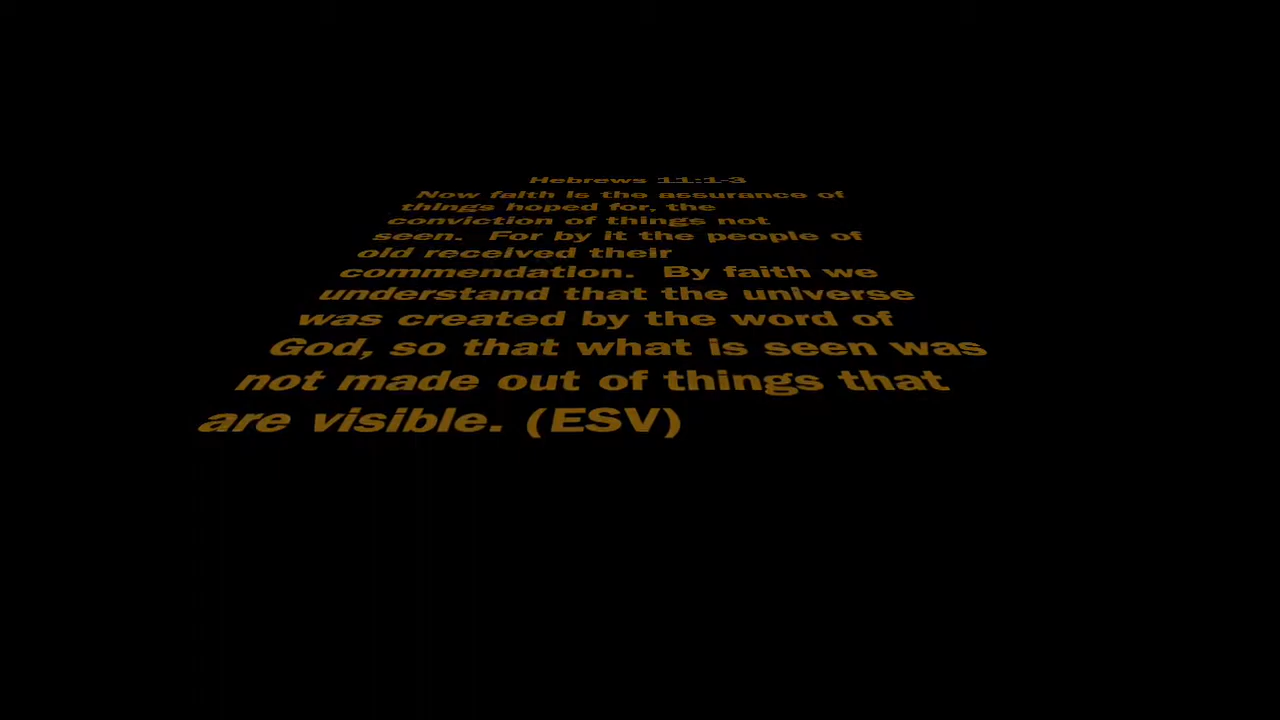 Hebrews 11:1-3
Now faith is the assurance of
things hoped for, the
conviction of things not
seen.  For by it the people of
old received their
commendation.  By faith we
understand that the universe
was created by the word of
God, so that what is seen was
not made out of things that
are visible. (ESV)